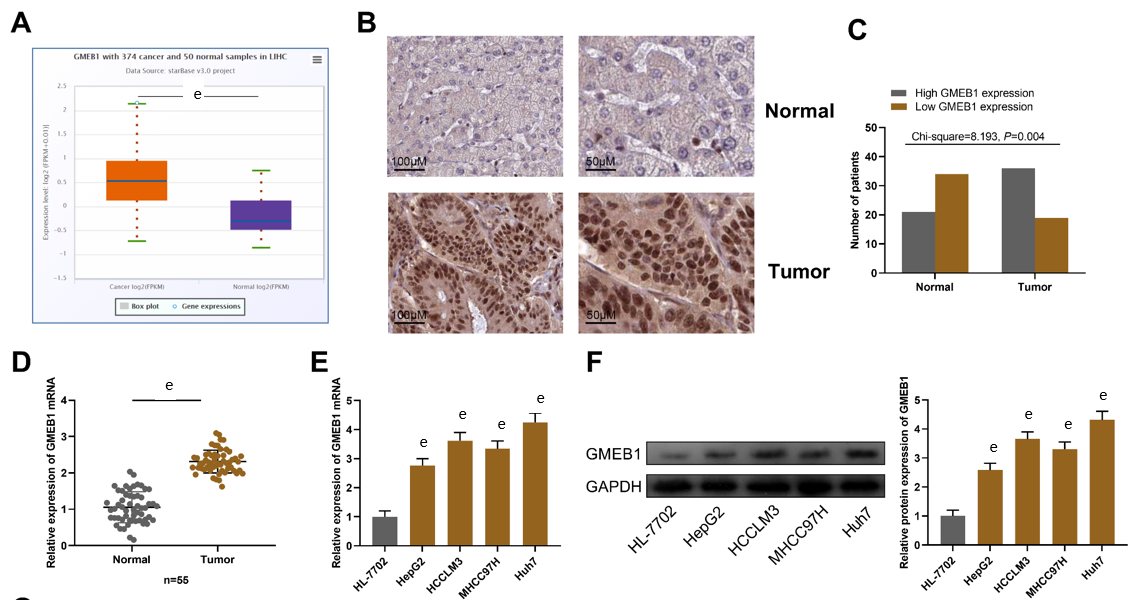 A
GMEB1 with 374 cancer and 50 normal samples in LIHC
Data Source: starBase v3.0 project
e
Expression level: log2 (FPKM+0.01)|
2.5
2
1.5
1
0.5
0
−0.5
−1
−1.5
Cancer log2(FPKM)
Normal log2(FPKM)
Box plot
Gene expressions
B
100μM
50μM
Normal
100μM
50μM
Tumor
C
High GMEB1 expression
Low GMEB1 expression
Chi-square=8.193, P=0.004
Number of patients
50
40
30
20
10
0
Normal
Tumor
D
e
Relative expression of GMEB1 mRNA
4
3
2
1
0
Normal
Tumor
n=55
E
Relative expression of GMEB1 mRNA
5
4
3
2
1
0
e
e
e
e
HL-7702
HepG2
HCCLM3
MHCC97H
Huh7
F
GMEB1
GAPDH
HL-7702
HepG2
HCCLM3
MHCC97H
Huh7
Relative protein expression of GMEB1
5
4
3
2
1
0
e
e
e
e
HL-7702
HepG2
HCCLM3
MHCC97H
Huh7